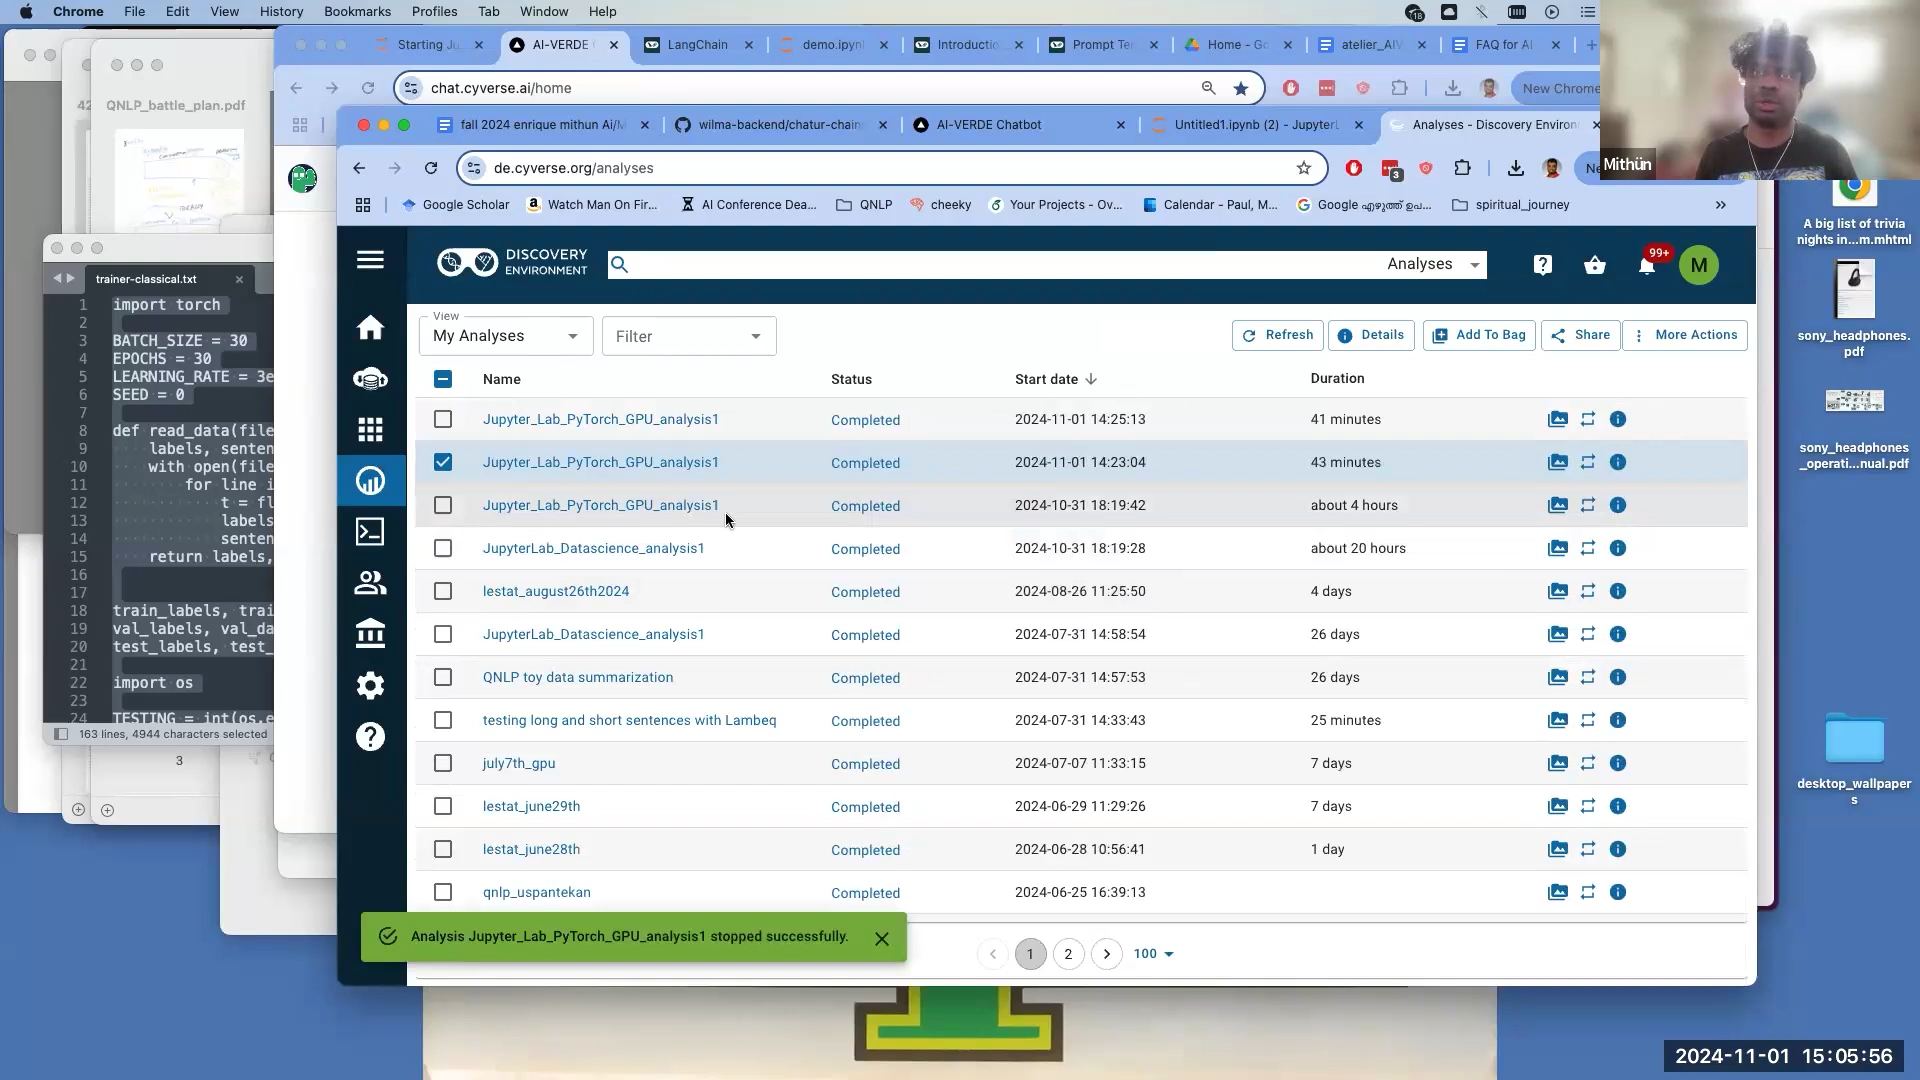 Chrome File Edit View History Bookmarks Profiles Tab Window Help
18
Starting Ju
AI-VERDE
LangChain
demo.ipyn
Introductio
Prompt Te
Home - Go
atelier_AIV
FAQ for AI
chat.cyverse.ai/home
New Chrome
42
QNLP_battle_plan.pdf
fall 2024 enrique mithun Ai/M
wilma-backend/chatur-chain
AI-VERDE Chatbot
Untitled1.ipynb (2) - JupyterL
Analyses - Discovery Environ
Mithün
de.cyverse.org/analyses
3
Ne
Google Scholar
Watch Man On Fir...
AI Conference Dea...
QNLP
cheeky
Your Projects - Ov...
Calendar - Paul, M...
Google എഴുത്ത് ഉപ...
spiritual_journey
A big list of trivia
nights in...m.mhtml
sony_headphones.
pdf
sony_headphones
_operati...nual.pdf
desktop_wallpaper
s
trainer-classical.txt
1 import torch
2
3 BATCH_SIZE = 30
4 EPOCHS = 30
5 LEARNING_RATE = 3e
6 SEED = 0
7
8 def read_data(file
9 labels, senten
10 with open(file
11 for line i
12 t = fl
13 labels
14 senten
15 return labels,
16
17
18 train_labels, trai
19 val_labels, val_da
20 test_labels, test_
21
22 import os
23
24 TESTING = int(os.e
163 lines, 4944 characters selected
3
DISCOVERY
ENVIRONMENT
Analyses
99+
M
View
My Analyses
Filter
Refresh
Details
Add To Bag
Share
More Actions
Name Status Start date Duration
Jupyter_Lab_PyTorch_GPU_analysis1 Completed 2024-11-01 14:25:13 41 minutes
Jupyter_Lab_PyTorch_GPU_analysis1 Completed 2024-11-01 14:23:04 43 minutes
Jupyter_Lab_PyTorch_GPU_analysis1 Completed 2024-10-31 18:19:42 about 4 hours
JupyterLab_Datascience_analysis1 Completed 2024-10-31 18:19:28 about 20 hours
lestat_august26th2024 Completed 2024-08-26 11:25:50 4 days
JupyterLab_Datascience_analysis1 Completed 2024-07-31 14:58:54 26 days
QNLP toy data summarization Completed 2024-07-31 14:57:53 26 days
testing long and short sentences with Lambeq Completed 2024-07-31 14:33:43 25 minutes
july7th_gpu Completed 2024-07-07 11:33:15 7 days
lestat_june29th Completed 2024-06-29 11:29:26 7 days
lestat_june28th Completed 2024-06-28 10:56:41 1 day
qnlp_uspantekan Completed 2024-06-25 16:39:13
Analysis Jupyter_Lab_PyTorch_GPU_analysis1 stopped successfully.
1 2 100
2024-11-01 15:05:56